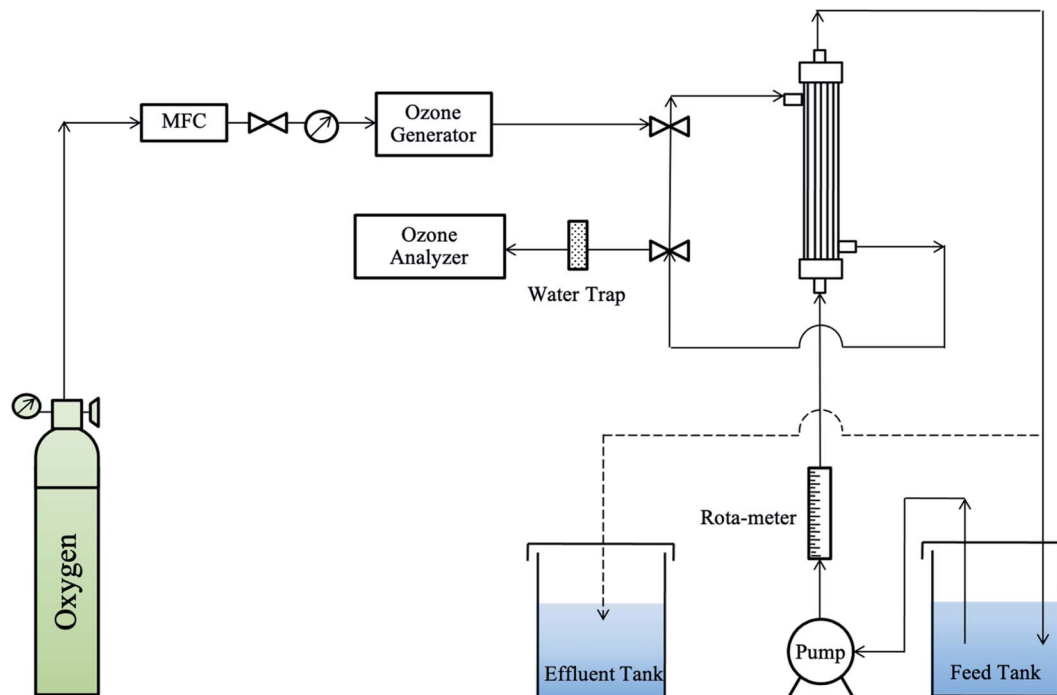 MFC
Ozone
Generator
Ozone
Analyzer
Water Trap
Oxygen
Rota-meter
Effluent Tank
Pump
Feed Tank